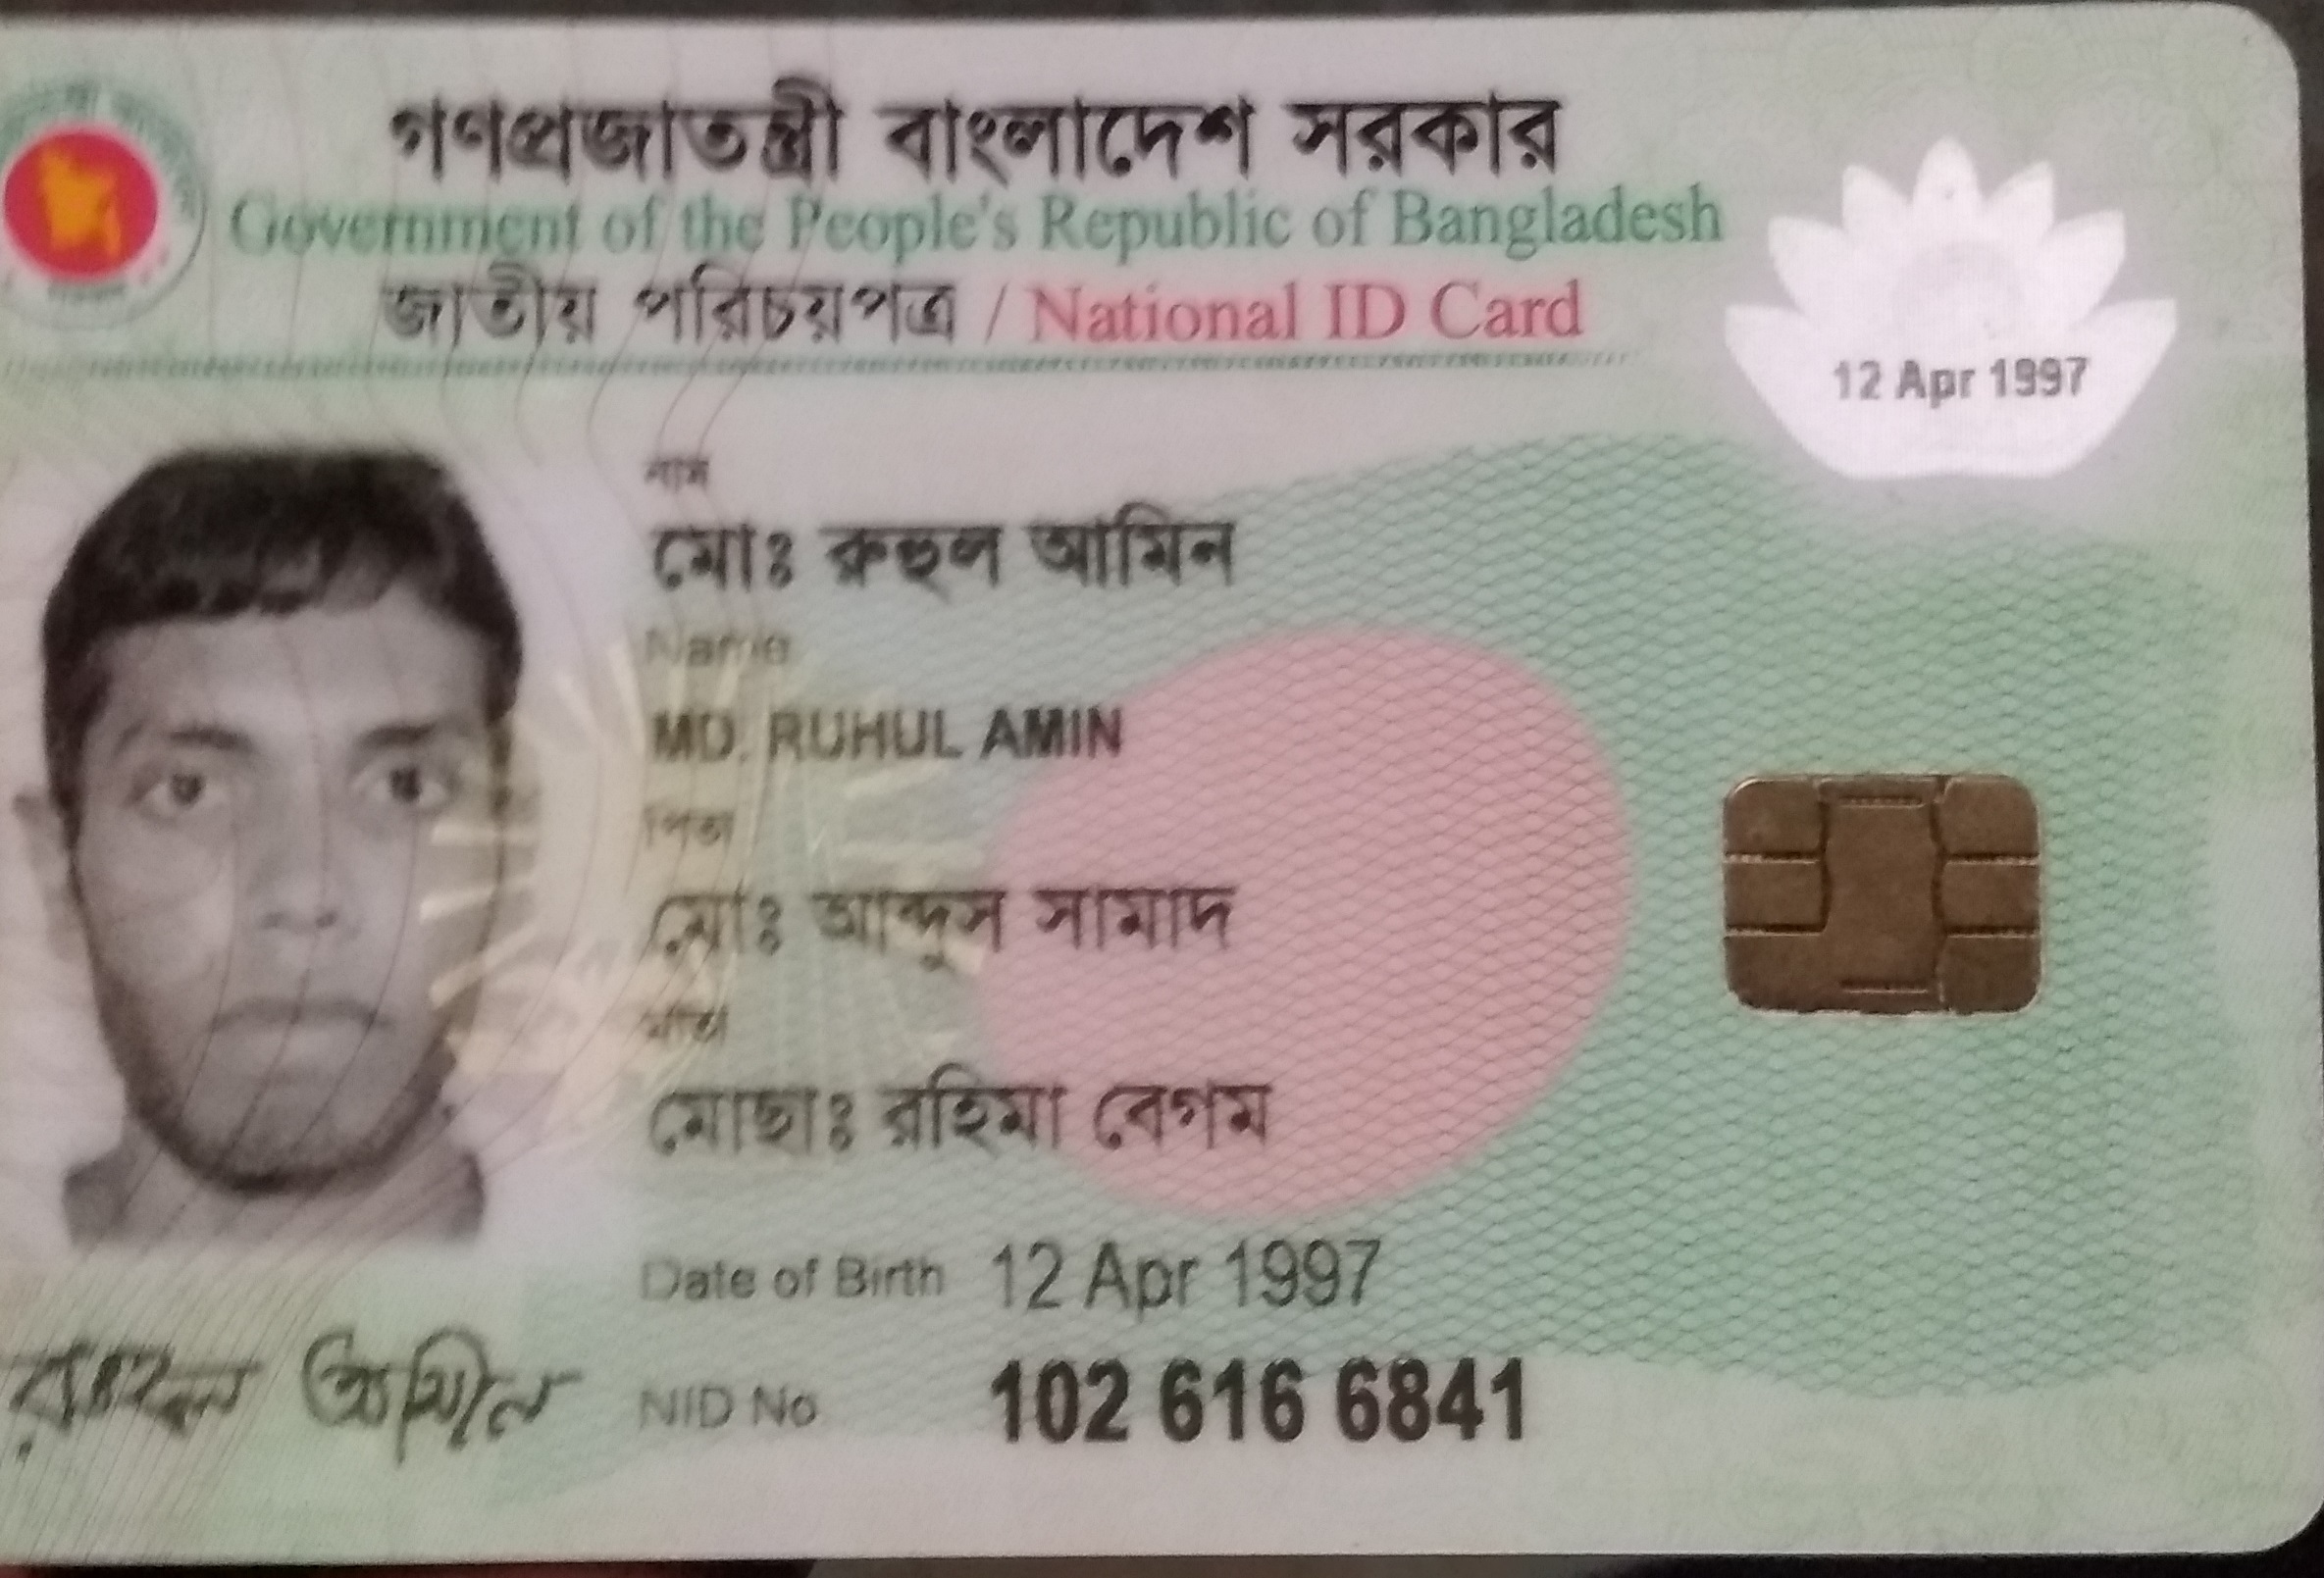 গণপ্রজাতন্ত্রী বাংলাদেশ সরকার
Government of the People's Republic of Bangladesh
জাতীয় পরিচয়পত্র / National ID Card
12 Apr 1997
নাম
মোঃ রুহুল আমিন
Name
MD. RUHUL AMIN
পিতা
মোঃ আব্দুস সামাদ
মাতা
মোছাঃ রহিমা বেগম
Date of Birth 12 Apr 1997
রুহুল আমিন
NID No. 102 616 6841